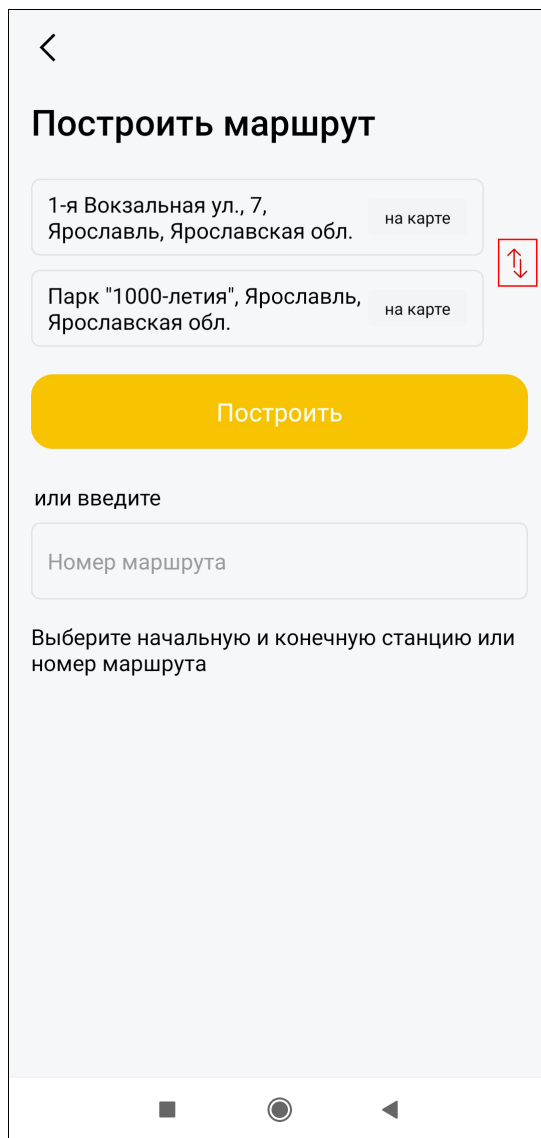 Построить маршрут
1-я Вокзальная ул., 7,
Ярославль, Ярославская обл.
на карте
Парк "1000-летия", Ярославль,
Ярославская обл.
на карте
Построить
или введите
Номер маршрута
Выберите начальную и конечную станцию или
номер маршрута